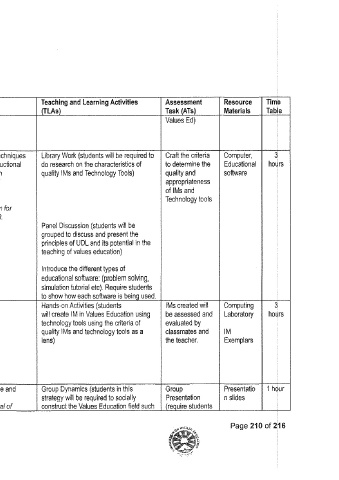 Teaching and Learning Activities
(TLAs)
Assessment
Task (ATs)
Resource
Materials
Time
Table
Values Ed)
chniques
uctional
n
n for
Library Work (students will be required to
do research on the characteristics of
quality IMs and Technology Tools)
Panel Discussion (students will be
grouped to discuss and present the
principles of UDL and its potential in the
teaching of values education)
Introduce the different types of
educational software: (problem solving,
simulation tutorial etc). Require students
to show how each software is being used.
Craft the criteria
to determine the
quality and
appropriateness
of IMs and
Technology tools
Computer,
Educational
software
3
hours
Hands-on Activities (students
will create IM in Values Education using
technology tools using the criteria of
quality IMs and technology tools as a
lens)
IMs created will
be assessed and
evaluated by
classmates and
the teacher.
Computing
Laboratory
IM
Exemplars
3
hours
e and
al of
Group Dynamics (students in this
strategy will be required to socially
construct the Values Education field such
Group
Presentation
(require students
Presentatio
n slides
1 hour
Page 210 of 216